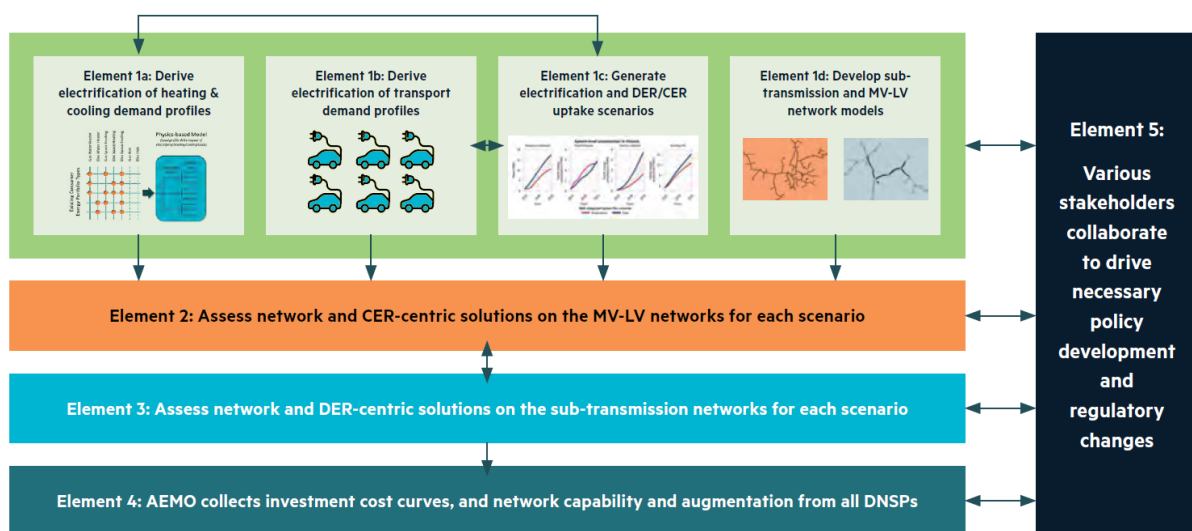 Element 1a: Derive
electrification of heating &
cooling demand profiles
Physics-based Model
Existing Consumer
Energy Portfolio Types
Element 1b: Derive
electrification of transport
demand profiles
Element 1c: Generate
electrification and DER/CER
uptake scenarios
Element 1d: Develop sub-
transmission and MV-LV
network models
Element 2: Assess network and CER-centric solutions on the MV-LV networks for each scenario
Element 3: Assess network and DER-centric solutions on the sub-transmission networks for each scenario
Element 4: AEMO collects investment cost curves, and network capability and augmentation from all DNSPs
Element 5:
Various
stakeholders
collaborate
to drive
necessary
policy
development
and
regulatory
changes